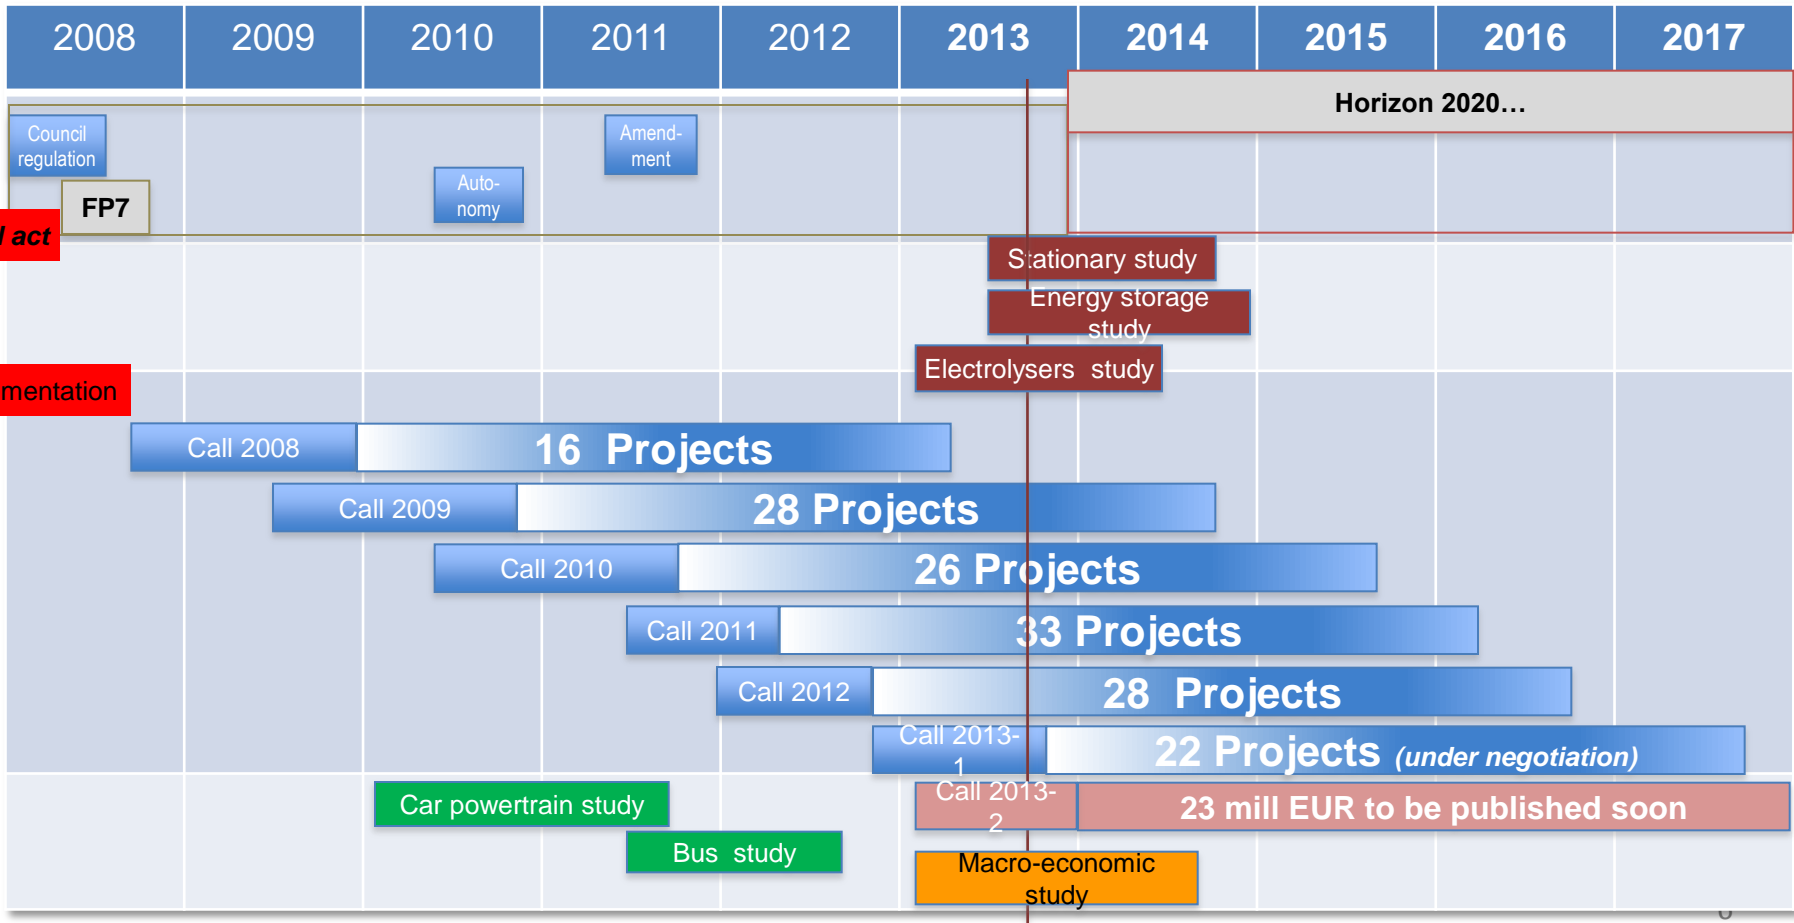 2008 2009 2010 2011 2012 2013 2014 2015 2016 2017
Horizon 2020…
Council
regulation
Amend-
ment
Auto-
nomy
FP7
act
Stationary study
Energy storage
study
Electrolysers study
mentation
Call 2008 16 Projects
Call 2009 28 Projects
Call 2010 26 Projects
Call 2011 33 Projects
Call 2012 28 Projects
Call 2013-
1
22 Projects (under negotiation)
Car powertrain study
Call 2013-
2
23 mill EUR to be published soon
Bus study
Macro-economic
study